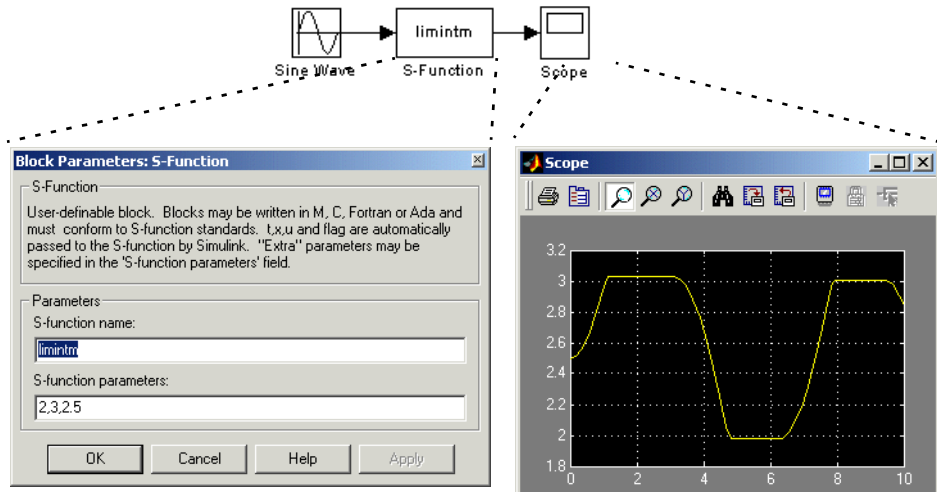 limintm
Sine Wave
S-Function
Scope
Block Parameters: S-Function
S-Function
User-definable block. Blocks may be written in M, C, Fortran or Ada and
must conform to S-function standards. t,x,u and flag are automatically
passed to the S-function by Simulink. "Extra" parameters may be
specified in the 'S-function parameters' field.
Parameters
S-function name:
limintm
S-function parameters:
2,3,2.5
OK
Cancel
Help
Apply
Scope
3.2
3
2.8
2.6
2.4
2.2
2
1.8
0
2
4
6
8
10